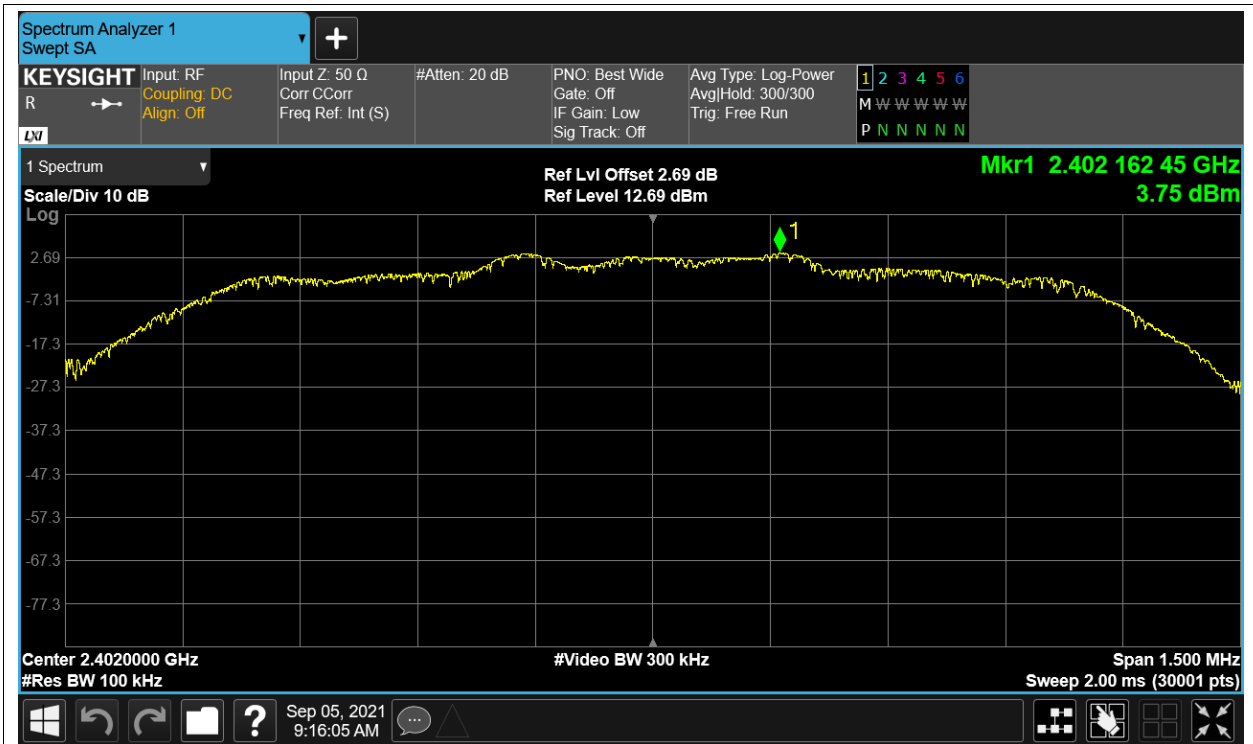 Spectrum Analyzer 1
Swept SA
KEYSIGHT
R
LXI
Input: RF
Coupling: DC
Align: Off
Input Z: 50 Ω
Corr CCorr
Freq Ref: Int (S)
#Atten: 20 dB
PNO: Best Wide
Gate: Off
IF Gain: Low
Sig Track: Off
Avg Type: Log-Power
Avg|Hold: 300/300
Trig: Free Run
1 2 3 4 5 6
M W W W W W
P N N N N N
1 Spectrum
Scale/Div 10 dB
Log
Ref Lvl Offset 2.69 dB
Ref Level 12.69 dBm
Mkr1 2.402 162 45 GHz
3.75 dBm
1
2.69
-7.31
-17.3
-27.3
-37.3
-47.3
-57.3
-67.3
-77.3
Center 2.4020000 GHz
#Video BW 300 kHz
Span 1.500 MHz
#Res BW 100 kHz
Sweep 2.00 ms (30001 pts)
?
Sep 05, 2021
9:16:05 AM